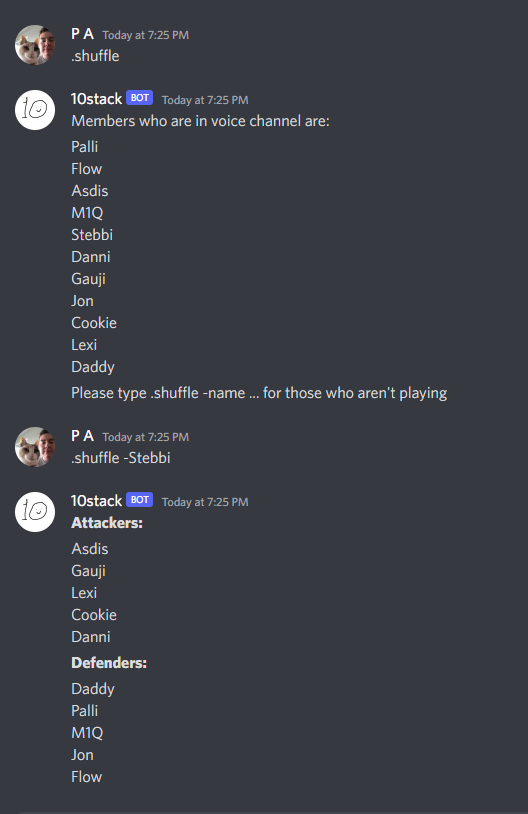 P A Today at 7:25 PM
.shuffle
10 10stack BOT Today at 7:25 PM
Members who are in voice channel are:
Palli
Flow
Asdis
M1Q
Stebbi
Danni
Gauji
Jon
Cookie
Lexi
Daddy
Please type .shuffle -name ... for those who aren't playing
P A Today at 7:25 PM
.shuffle -Stebbi
10 10stack BOT Today at 7:25 PM
Attackers:
Asdis
Gauji
Lexi
Cookie
Danni
Defenders:
Daddy
Palli
M1Q
Jon
Flow